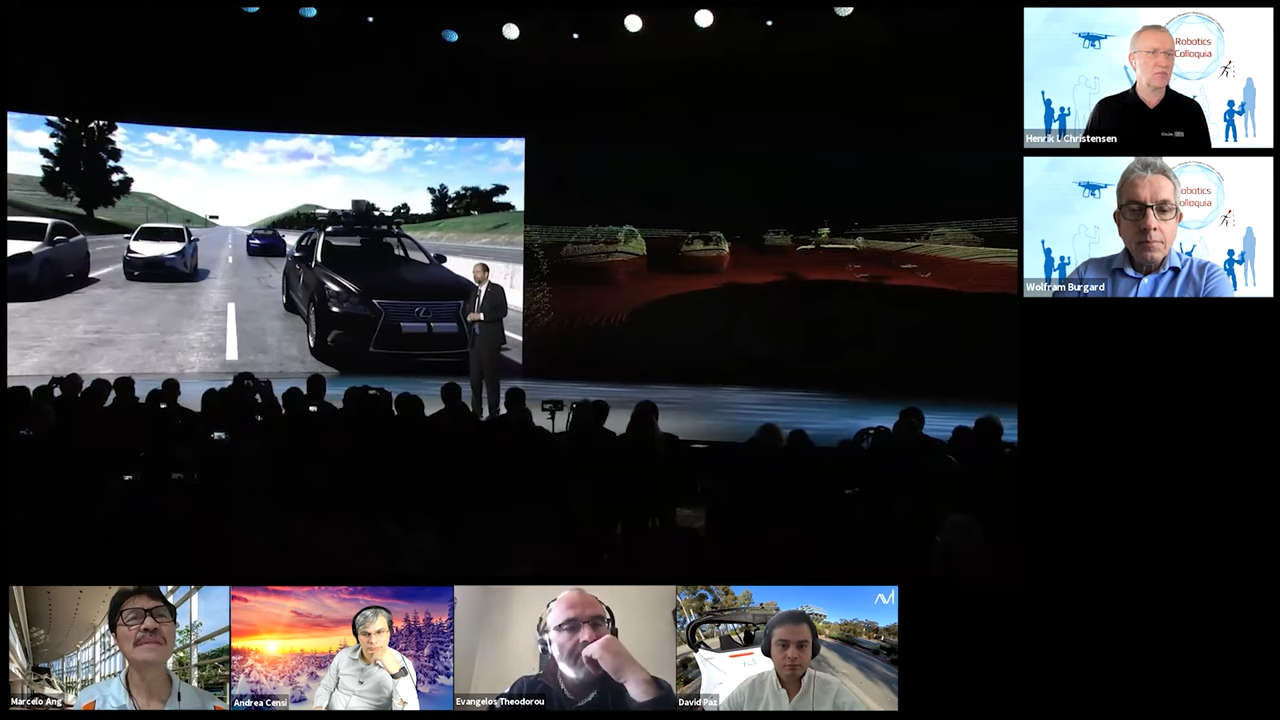 Robotics
Colloquia
Henrik I. Christensen
Robotics
Colloquia
Wolfram Burgard
Marcelo Ang
Andrea Censi
Evangelos Theodorou
David Paz